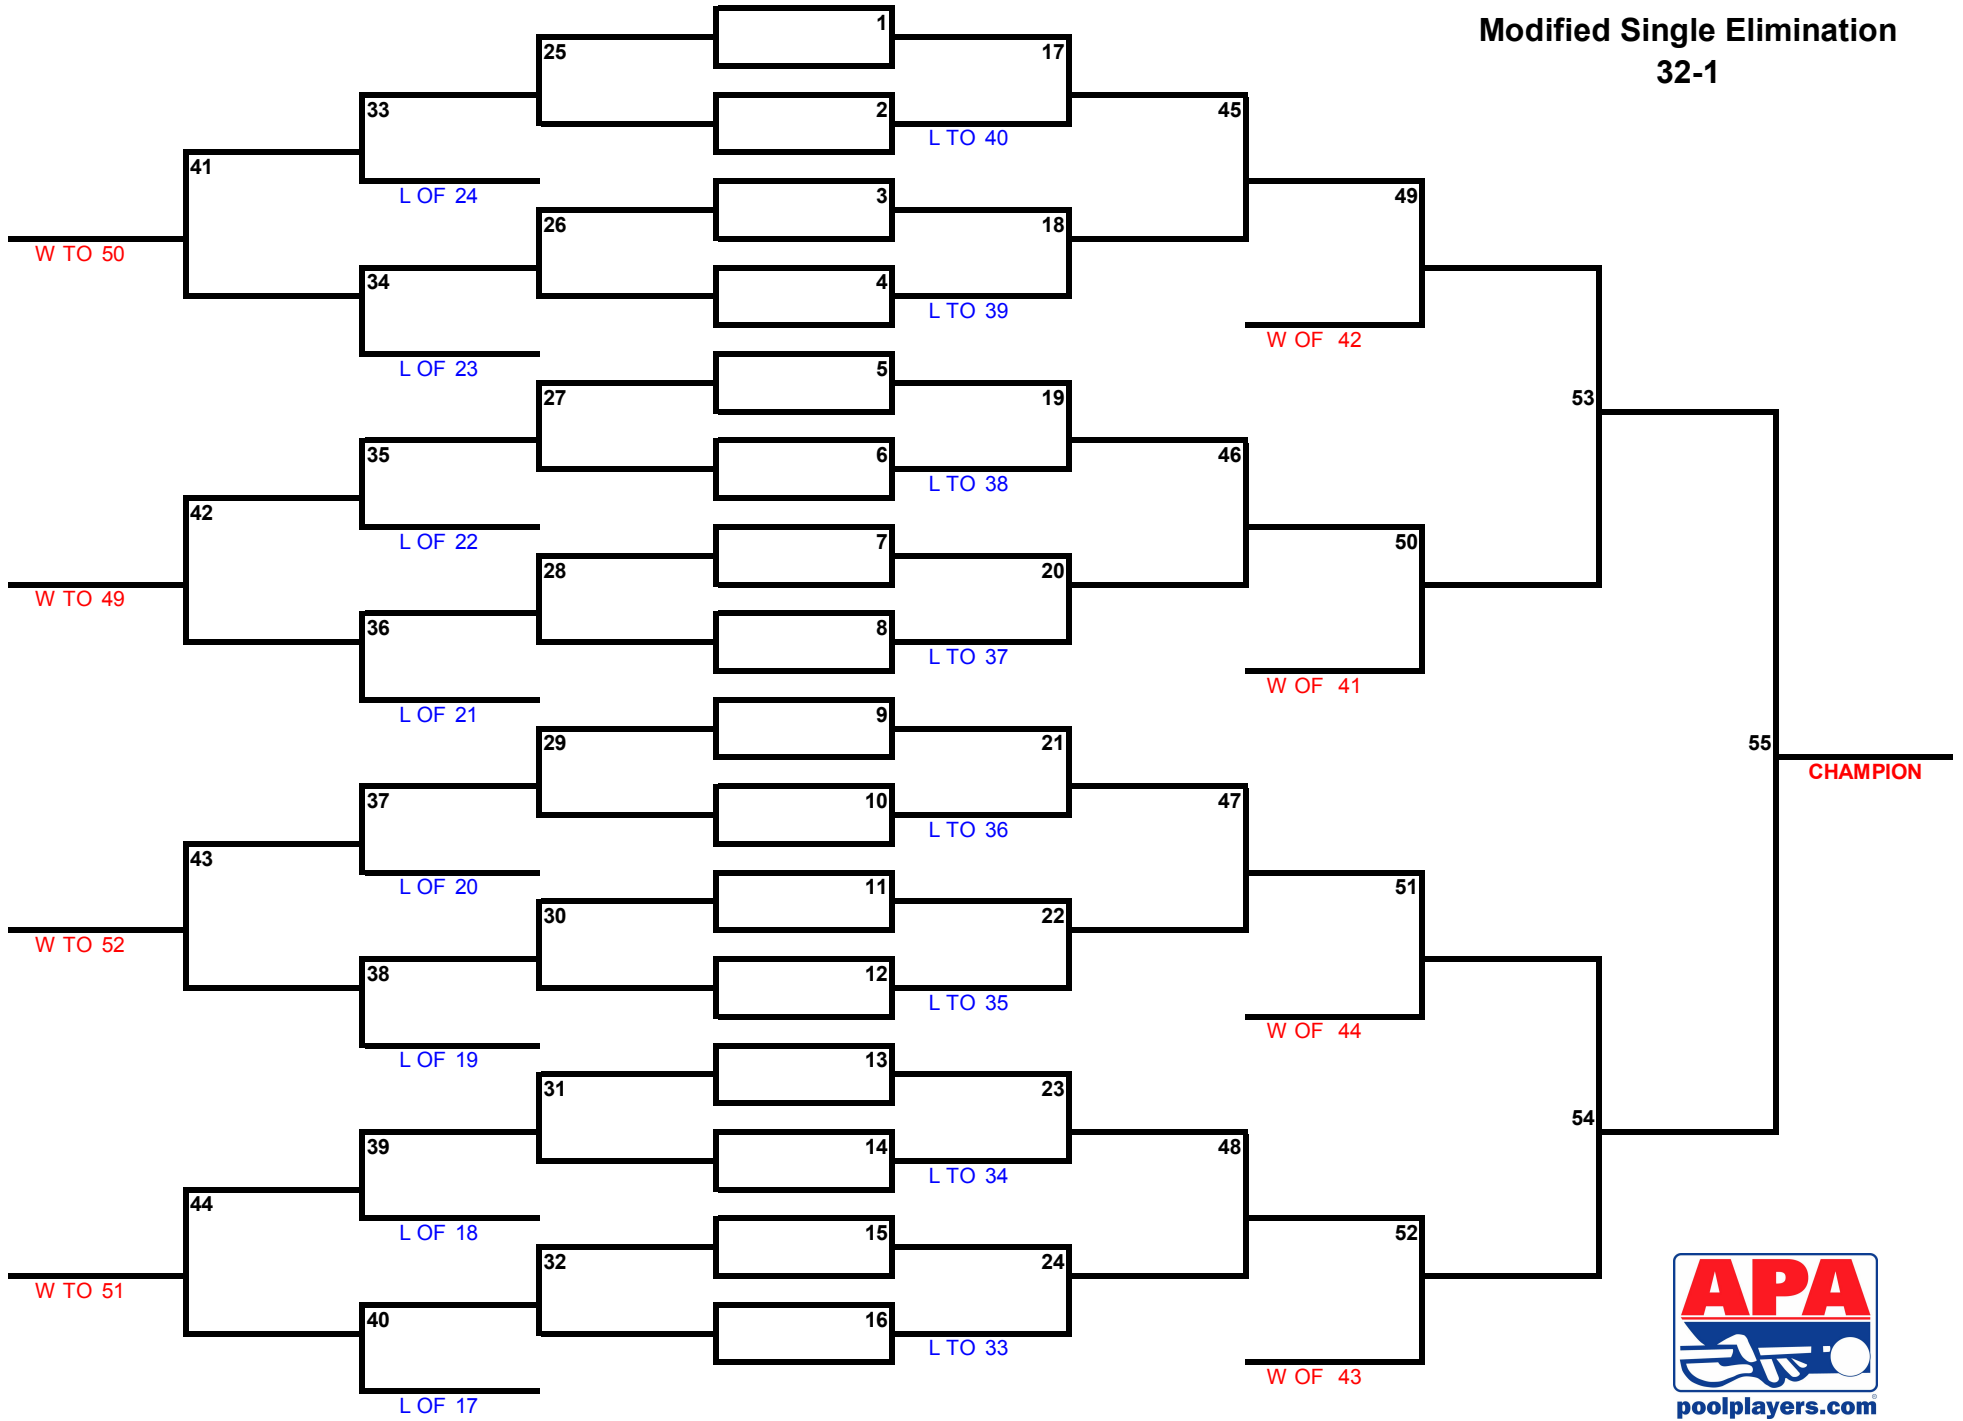 Modified Single Elimination
32-1
1
25
17
33
2
45
L TO 40
41
L OF 24
3
49
26
18
W TO 50
34
4
L TO 39
W OF 42
L OF 23
5
27
19
53
35
6
46
L TO 38
42
L OF 22
7
50
28
20
W TO 49
36
8
L TO 37
W OF 41
L OF 21
9
29
21
55
CHAMPION
37
10
47
L TO 36
43
L OF 20
11
51
30
22
W TO 52
38
12
L TO 35
W OF 44
L OF 19
13
31
23
54
39
14
48
L TO 34
44
L OF 18
15
52
32
24
W TO 51
40
16
L TO 33
W OF 43
L OF 17
APA
poolplayers.com